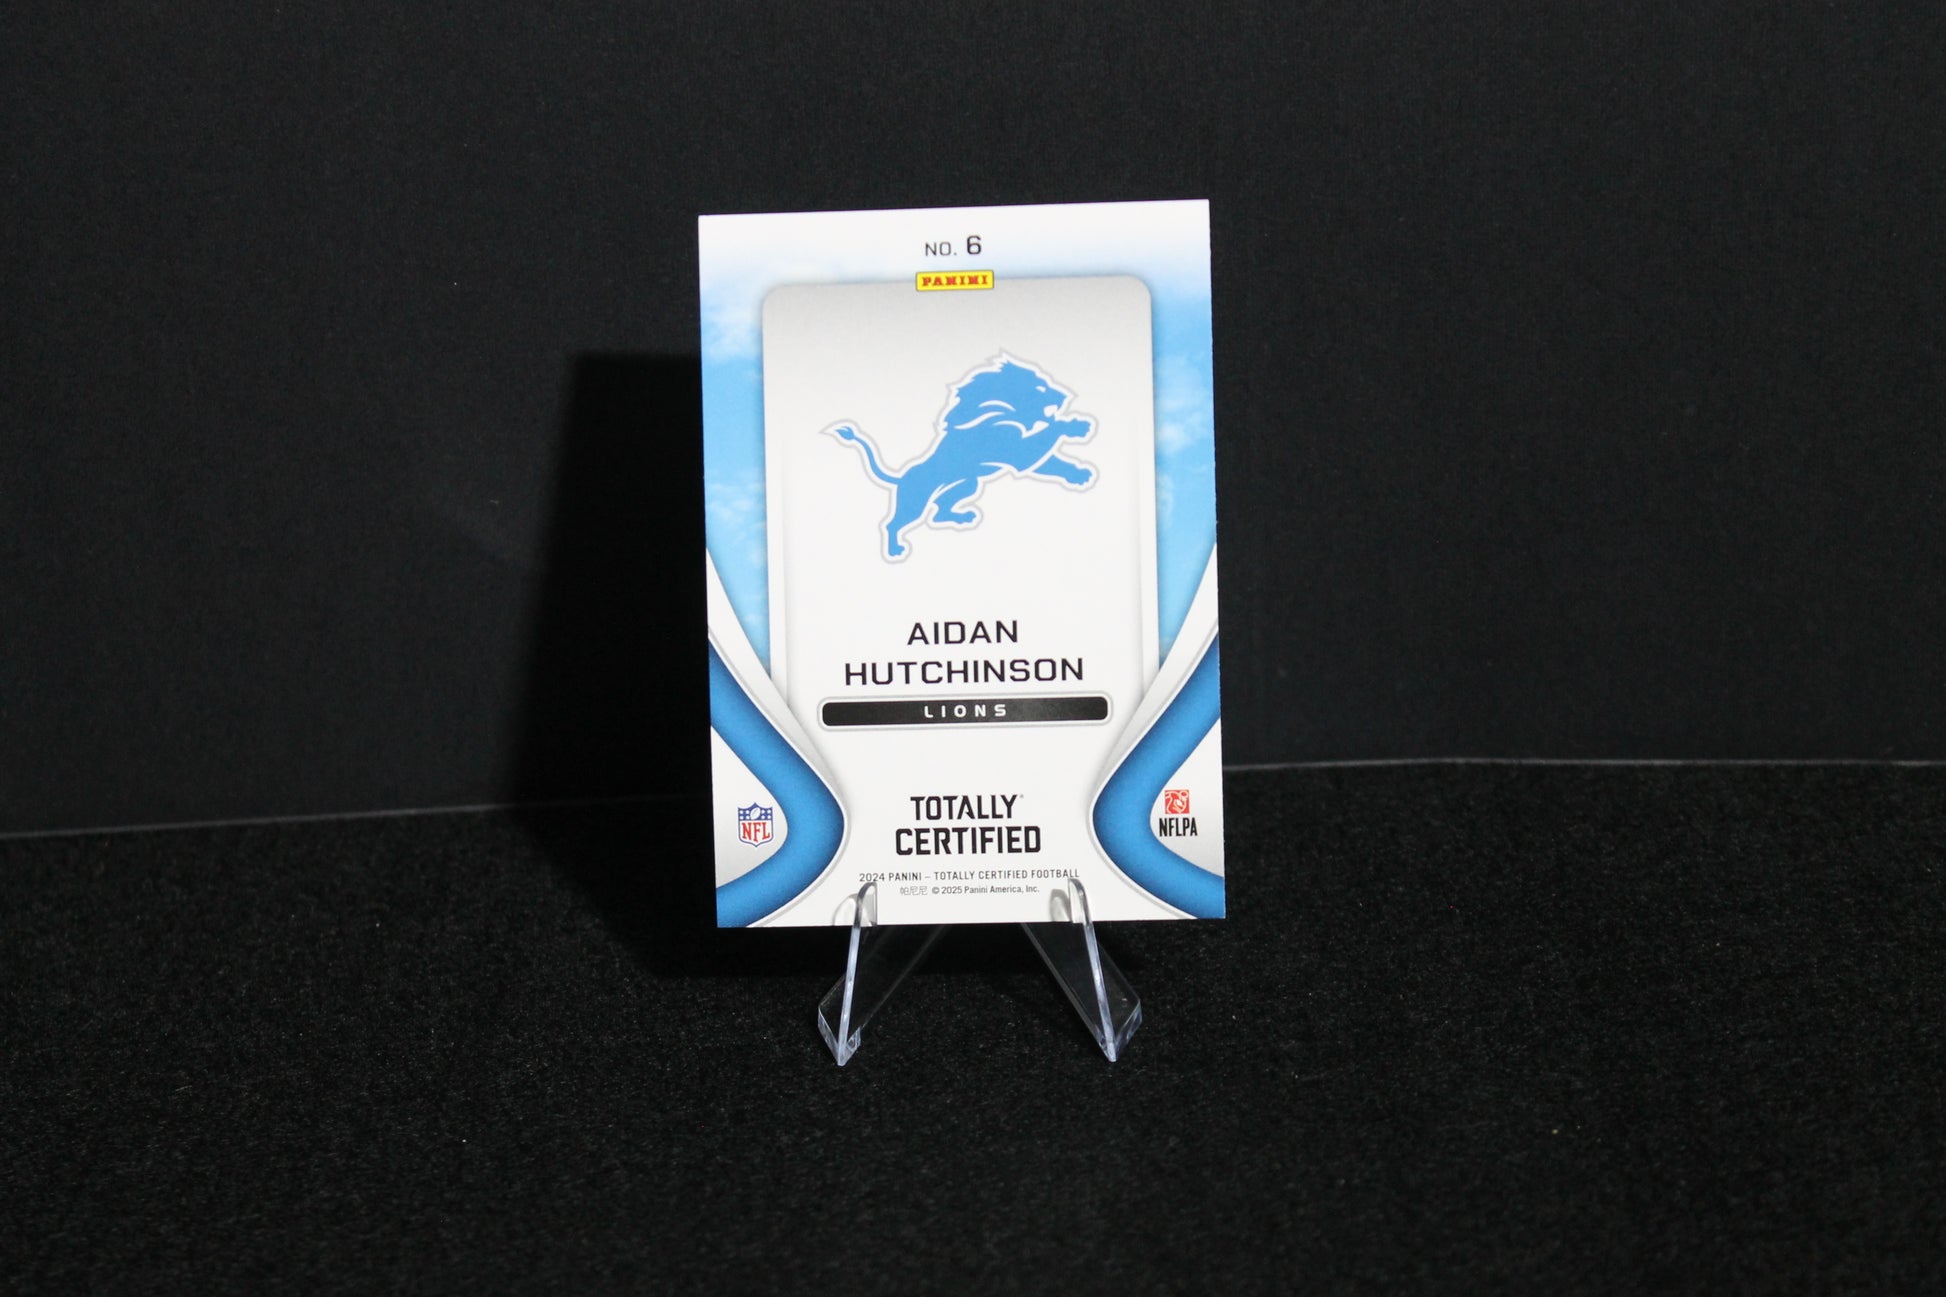 NO. 6
PANINI
AIDAN
HUTCHINSON
LIONS
TOTALLY
CERTIFIED
NFL
NFLPA
2024 PANINI – TOTALLY CERTIFIED FOOTBALL
帕尼尼 © 2025 Panini America, Inc.